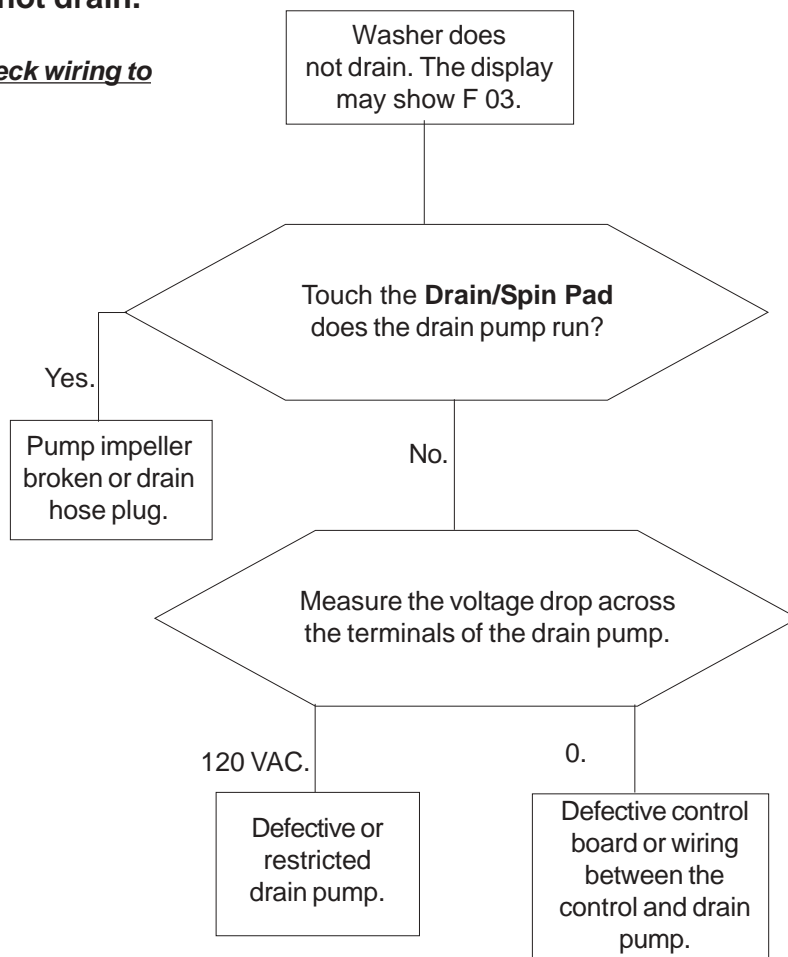 not drain.
eck wiring to
Washer does
not drain. The display
may show F 03.
Touch the Drain/Spin Pad
does the drain pump run?
Yes.
Pump impeller
broken or drain
hose plug.
No.
Measure the voltage drop across
the terminals of the drain pump.
120 VAC.
0.
Defective or
restricted
drain pump.
Defective control
board or wiring
between the
control and drain
pump.